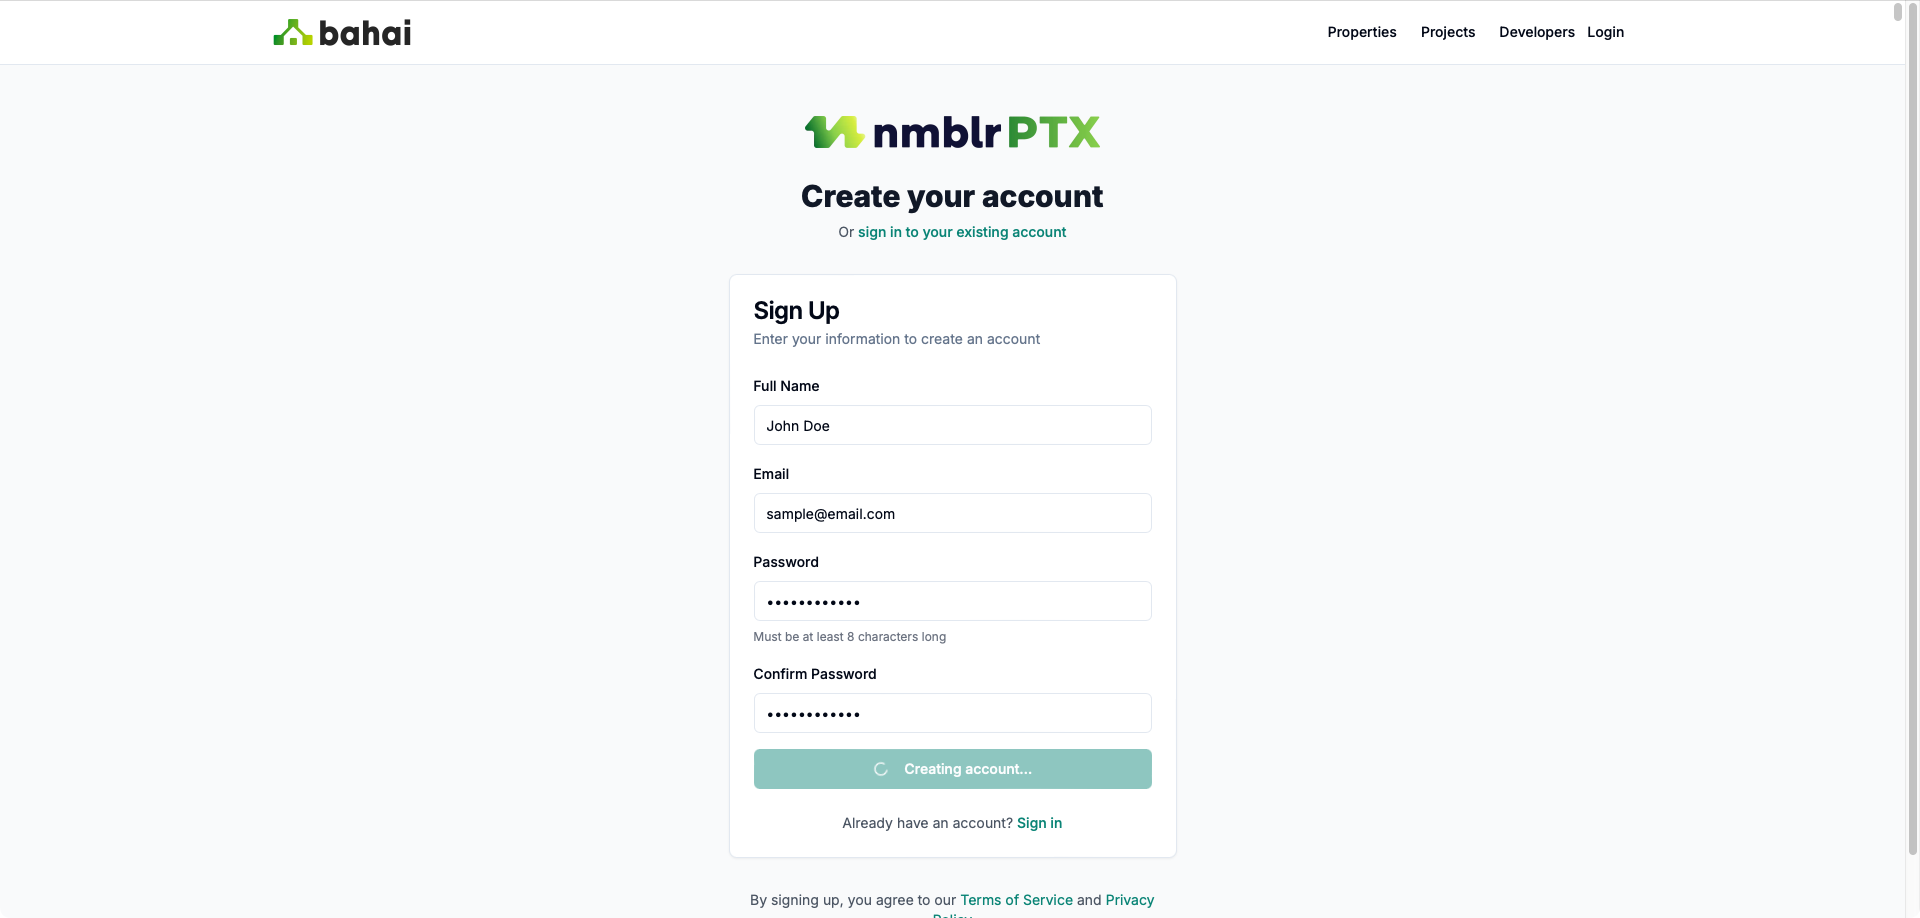 bahai
Properties Projects Developers Login
nmblr PTX
Create your account
Or sign in to your existing account
Sign Up
Enter your information to create an account
Full Name
John Doe
Email
sample@email.com
Password
••••••••••••
Must be at least 8 characters long
Confirm Password
••••••••••••
Creating account...
Already have an account? Sign in
By signing up, you agree to our Terms of Service and Privacy
Policy